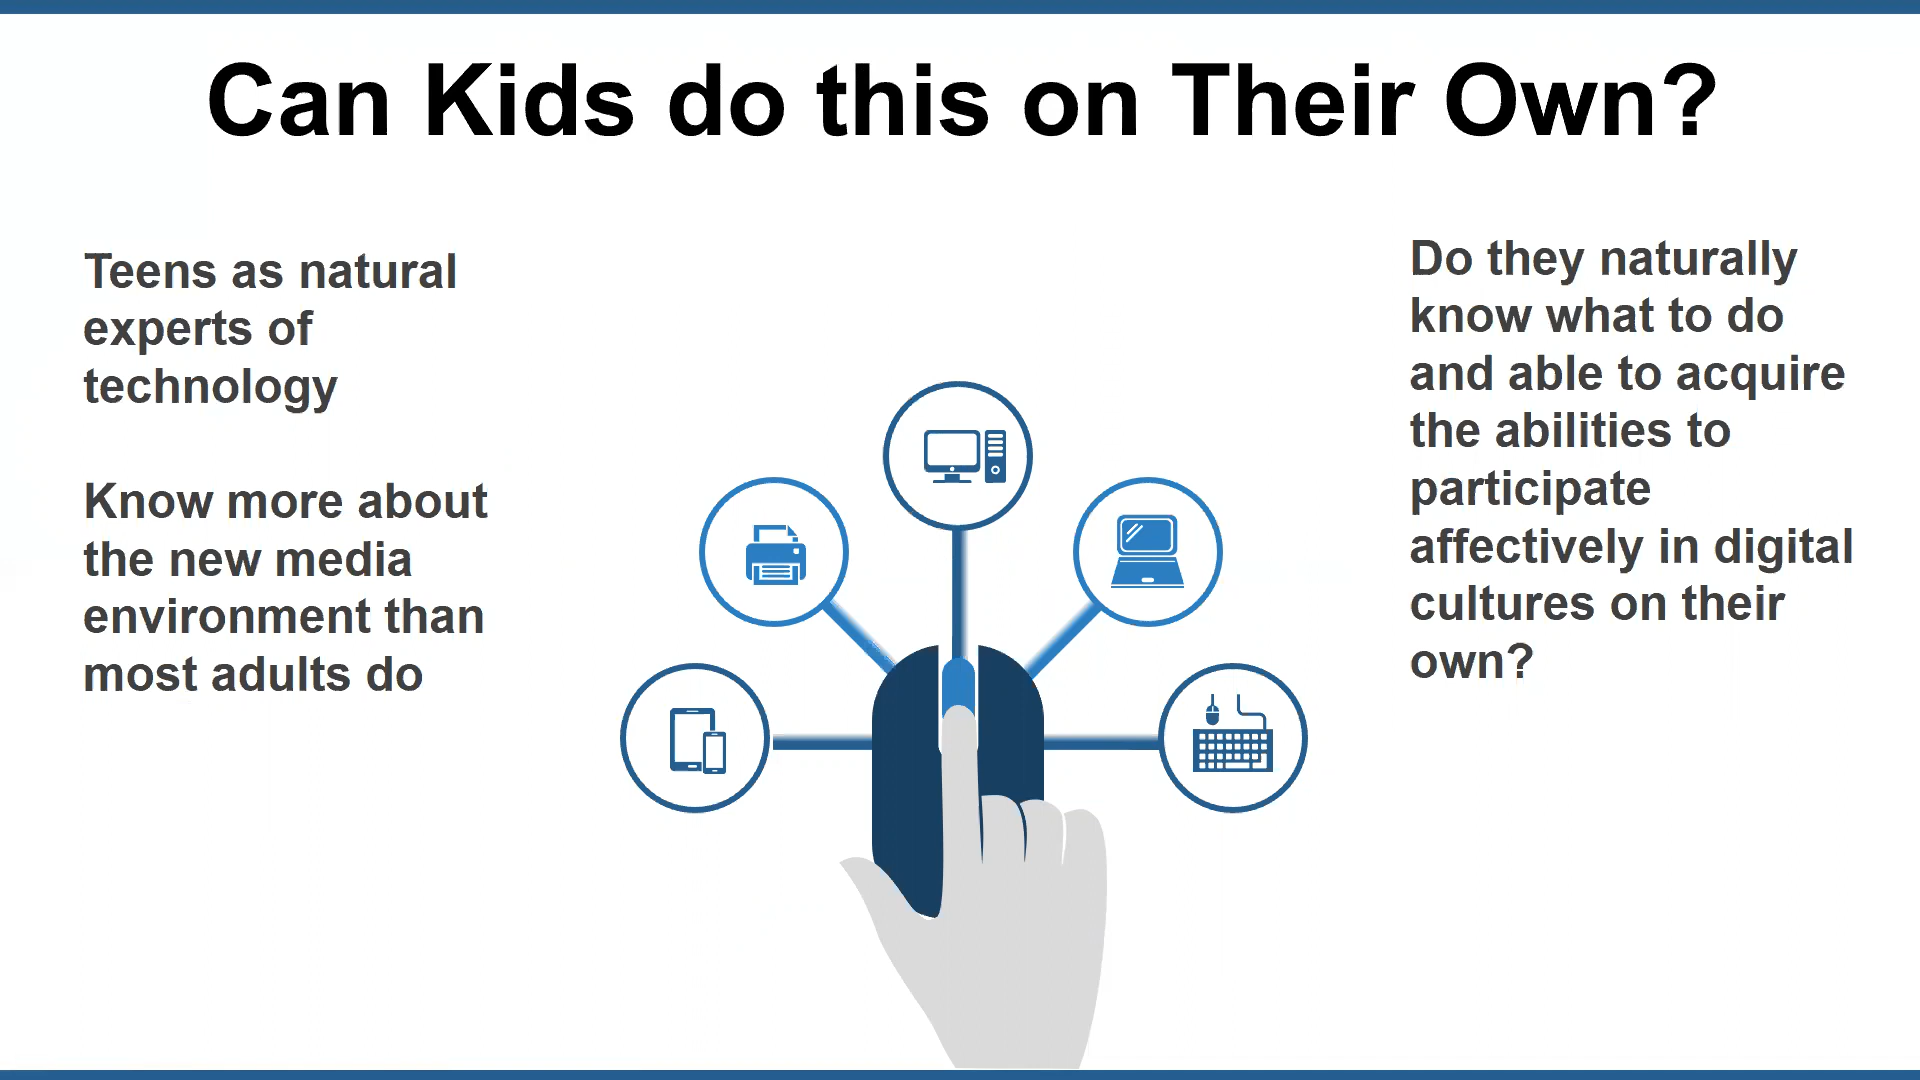 Can Kids do this on Their Own?
Teens as natural
experts of
technology
Know more about
the new media
environment than
most adults do
Do they naturally
know what to do
and able to acquire
the abilities to
participate
affectively in digital
cultures on their
own?